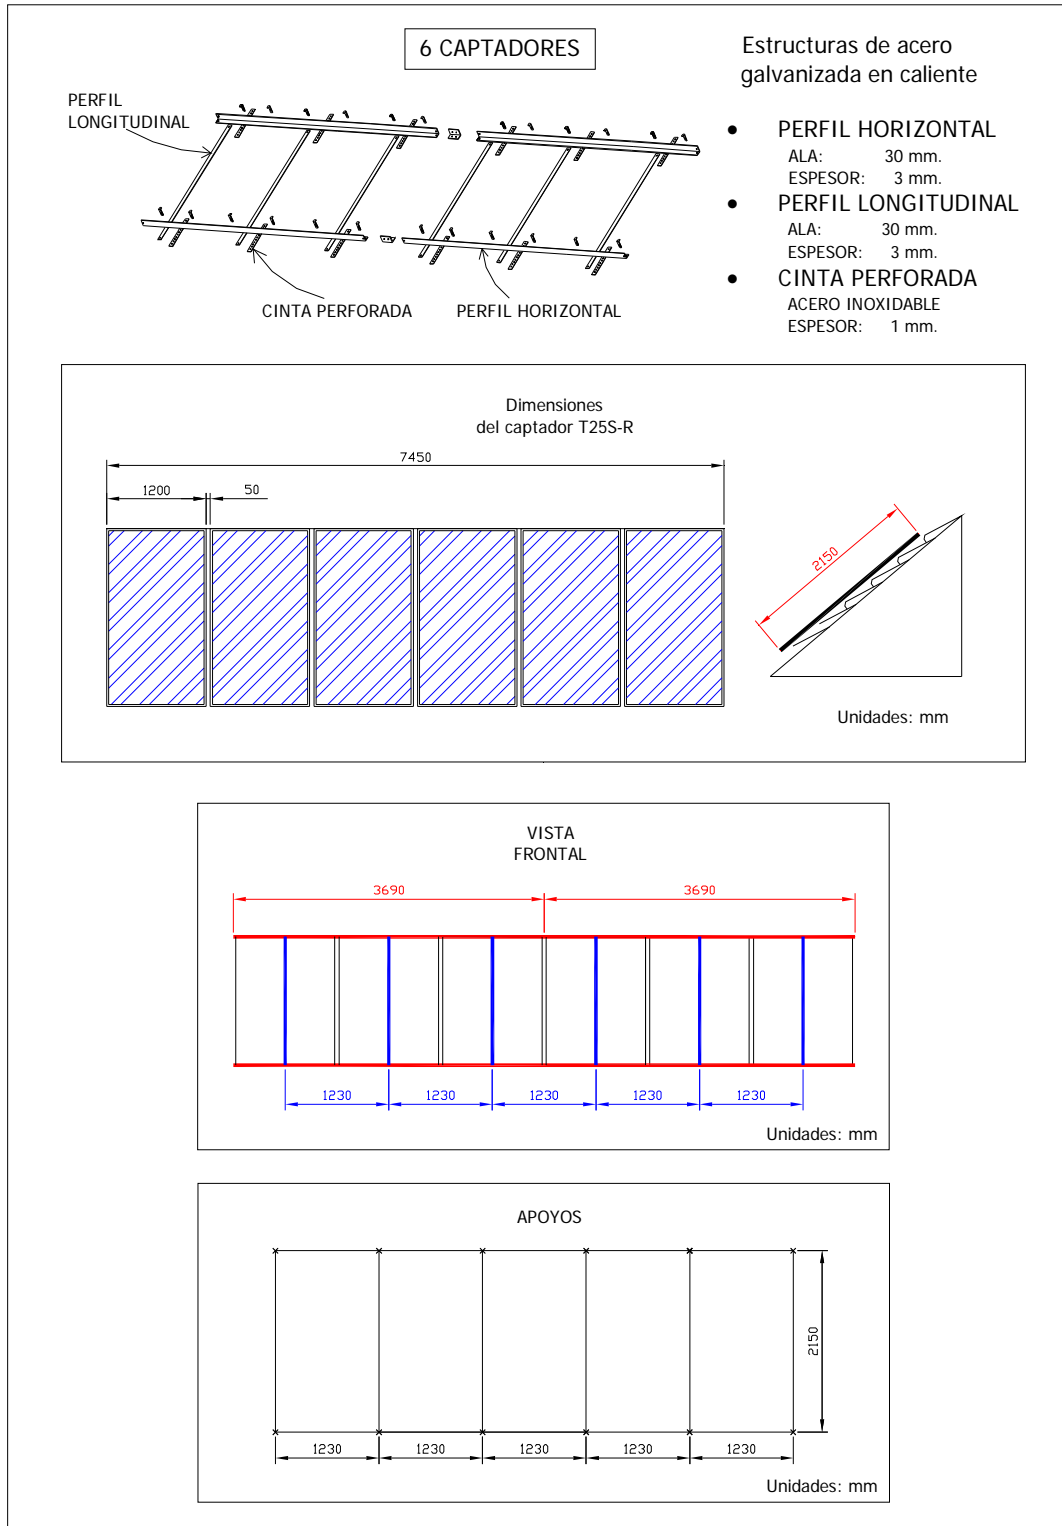 6 CAPTADORES
Estructuras de acero
galvanizada en caliente
PERFIL
LONGITUDINAL
CINTA PERFORADA
PERFIL HORIZONTAL
• PERFIL HORIZONTAL
ALA: 30 mm.
ESPESOR: 3 mm.
• PERFIL LONGITUDINAL
ALA: 30 mm.
ESPESOR: 3 mm.
• CINTA PERFORADA
ACERO INOXIDABLE
ESPESOR: 1 mm.
Dimensiones
del captador T25S-R
7450
1200
50
2150
Unidades: mm
VISTA
FRONTAL
3690
3690
1230
1230
1230
1230
1230
Unidades: mm
APOYOS
2150
1230
1230
1230
1230
1230
Unidades: mm